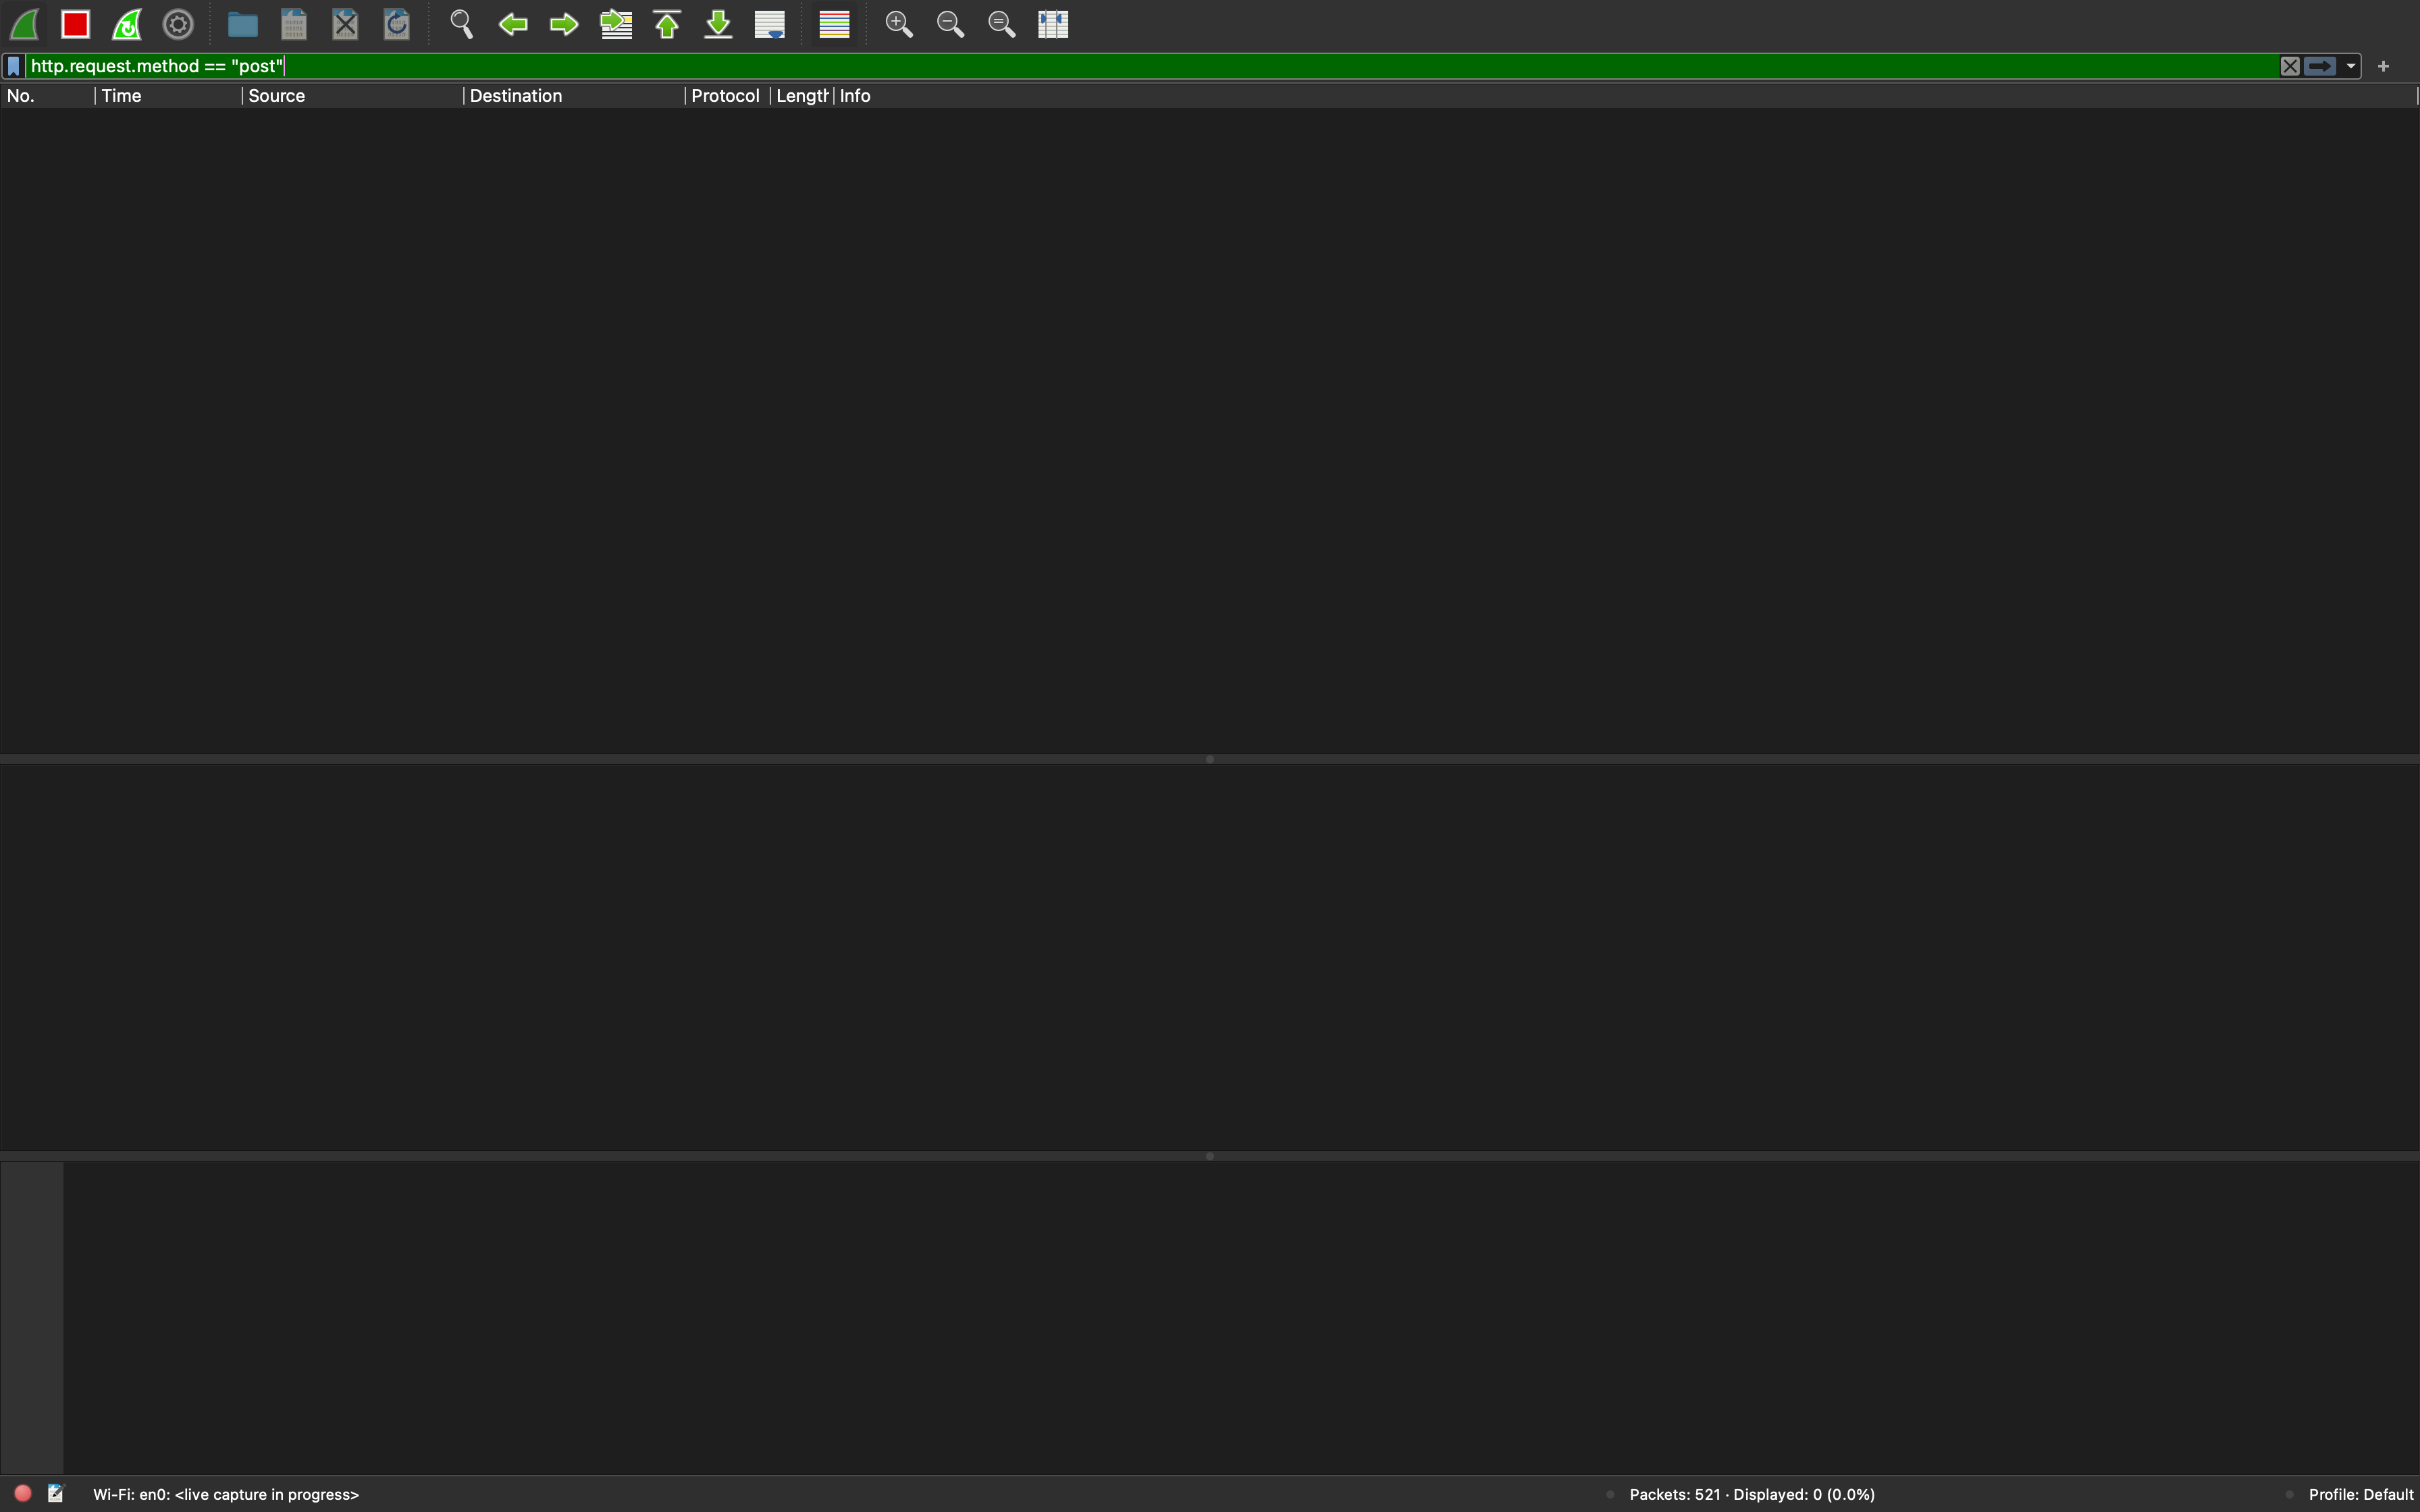 http.request.method == "post"
No. Time Source Destination Protocol Length Info
Wi-Fi: en0: <live capture in progress> Packets: 521 · Displayed: 0 (0.0%) Profile: Default